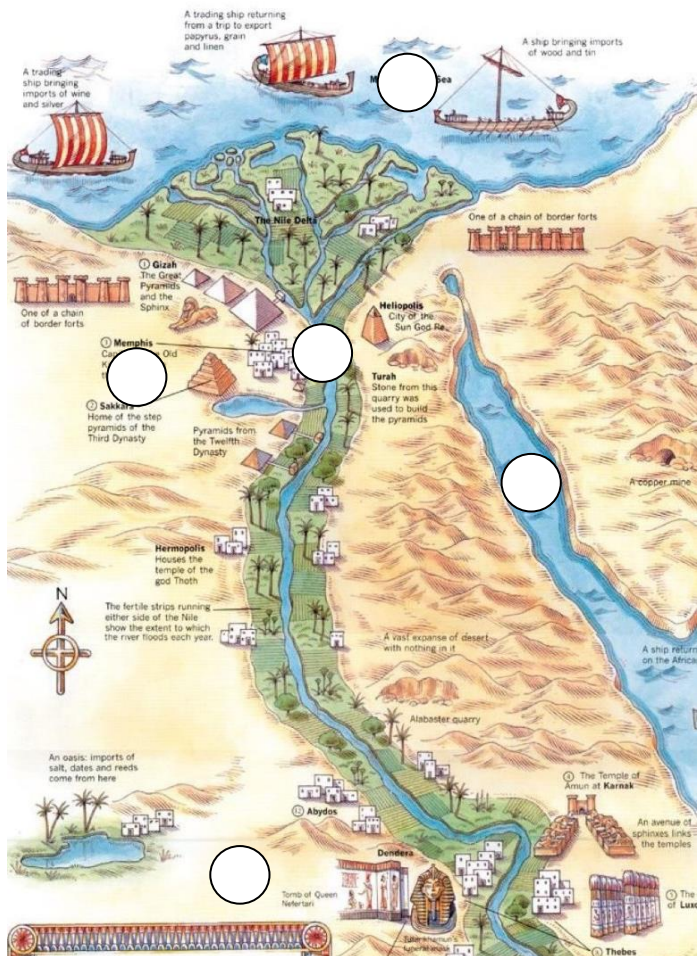 A trading ship returning
from a trip to export
papyrus, grain
and linen
A ship bringing imports
of wood and tin
M
Sea
A trading
ship bringing
imports of wine
and silver
The Nile Delta
One of a chain of border forts
① Gizah
The Great
Pyramids
and the
Sphinx
One of a chain
of border forts
Heliopolis
City of the
Sun God Re
③ Memphis
Old
Turah
Stone from this
quarry was
used to build
the pyramids
② Sakkara
Home of the step
pyramids of the
Third Dynasty
Pyramids from
the Twelfth
Dynasty
A copper mine
Hermopolis
Houses the
temple of the
god Thoth
N
The fertile strips running
either side of the Nile
show the extent to which
the river floods each year.
A vast expanse of desert
with nothing in it
A ship return
on the Africa
Alabaster quarry
An oasis: imports of
salt, dates and reeds
come from here
④ The Temple of
Amun at Karnak
⑫ Abydos
An avenue of
sphinxes links
the temples
Dendera
Tomb of Queen
Nefertari
⑤ The
of Luxo
Tutankhamun's
funeral mask
Thebes